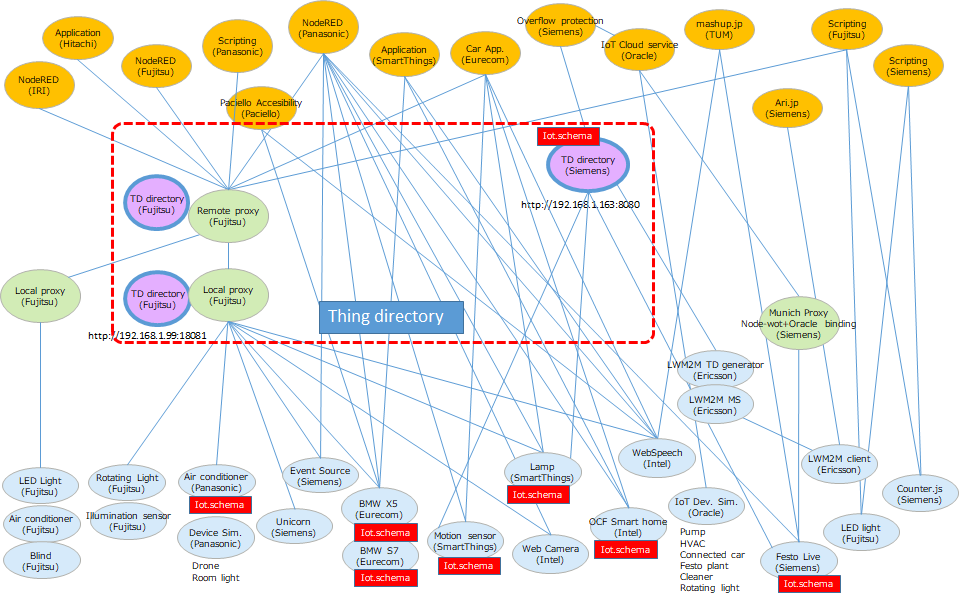 Application
(Hitachi)
NodeRED
(IRI)
NodeRED
(Fujitsu)
Scripting
(Panasonic)
NodeRED
(Panasonic)
Paciello Accesibility
(Paciello)
Application
(SmartThings)
Car App.
(Eurecom)
Overflow protection
(Siemens)
IoT Cloud service
(Oracle)
mashup.jp
(TUM)
Ari.jp
(Siemens)
Scripting
(Fujitsu)
Scripting
(Siemens)
Iot.schema
TD directory
(Siemens)
http://192.168.1.163:8080
TD directory
(Fujitsu)
Remote proxy
(Fujitsu)
Local proxy
(Fujitsu)
TD directory
(Fujitsu)
Local proxy
(Fujitsu)
http://192.168.1.99:18081
Thing directory
Munich Proxy
Node-wot+Oracle binding
(Siemens)
LWM2M TD generator
(Ericsson)
LWM2M MS
(Ericsson)
LED Light
(Fujitsu)
Air conditioner
(Fujitsu)
Blind
(Fujitsu)
Rotating Light
(Fujitsu)
Illumination sensor
(Fujitsu)
Air conditioner
(Panasonic)
Iot.schema
Device Sim.
(Panasonic)
Drone
Room light
Event Source
(Siemens)
Unicorn
(Siemens)
BMW X5
(Eurecom)
Iot.schema
BMW S7
(Eurecom)
Iot.schema
Motion sensor
(SmartThings)
Iot.schema
Lamp
(SmartThings)
Iot.schema
Web Camera
(Intel)
WebSpeech
(Intel)
OCF Smart home
(Intel)
Iot.schema
IoT Dev. Sim.
(Oracle)
Pump
HVAC
Connected car
Festo plant
Cleaner
Rotating light
LWM2M client
(Ericsson)
Counter.js
(Siemens)
LED light
(Fujitsu)
Festo Live
(Siemens)
Iot.schema